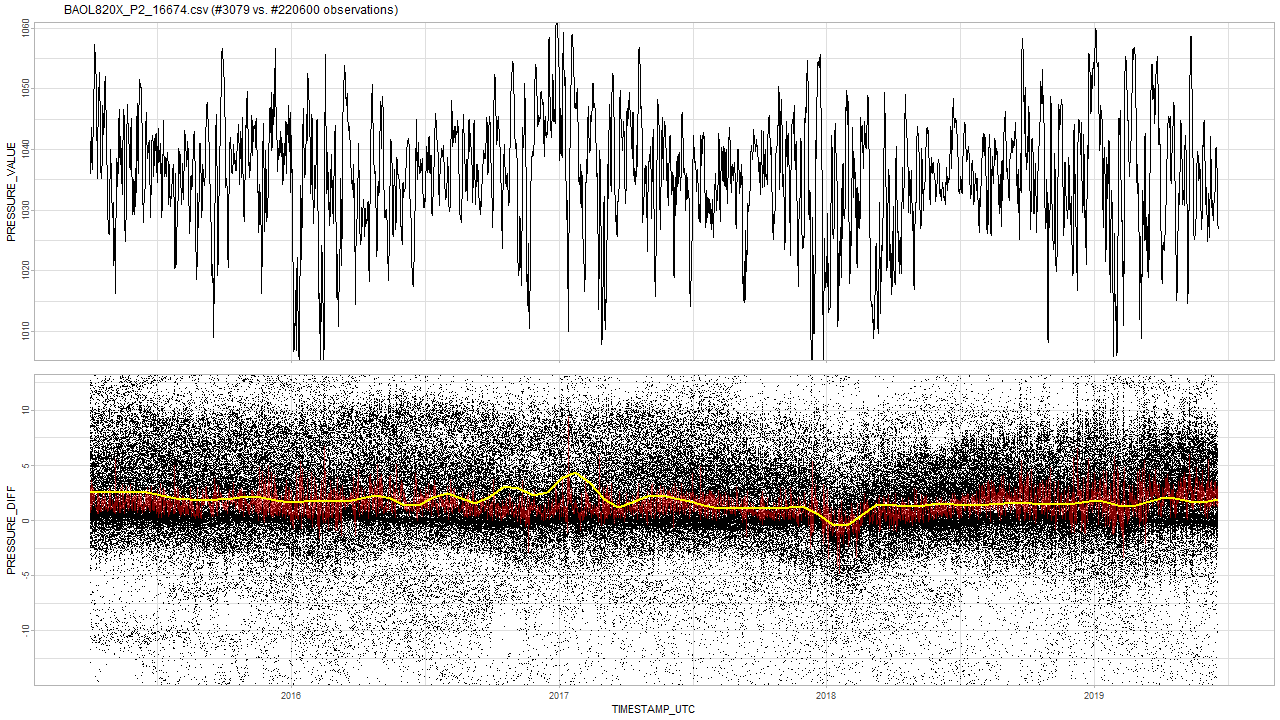 BAOL820X_P2_16674.csv (#3079 vs. #220600 observations)
PRESSURE_VALUE
1060
1050
1040
1030
1020
1010
PRESSURE_DIFF
10
5
0
-5
-10
2016 2017 2018 2019
TIMESTAMP_UTC